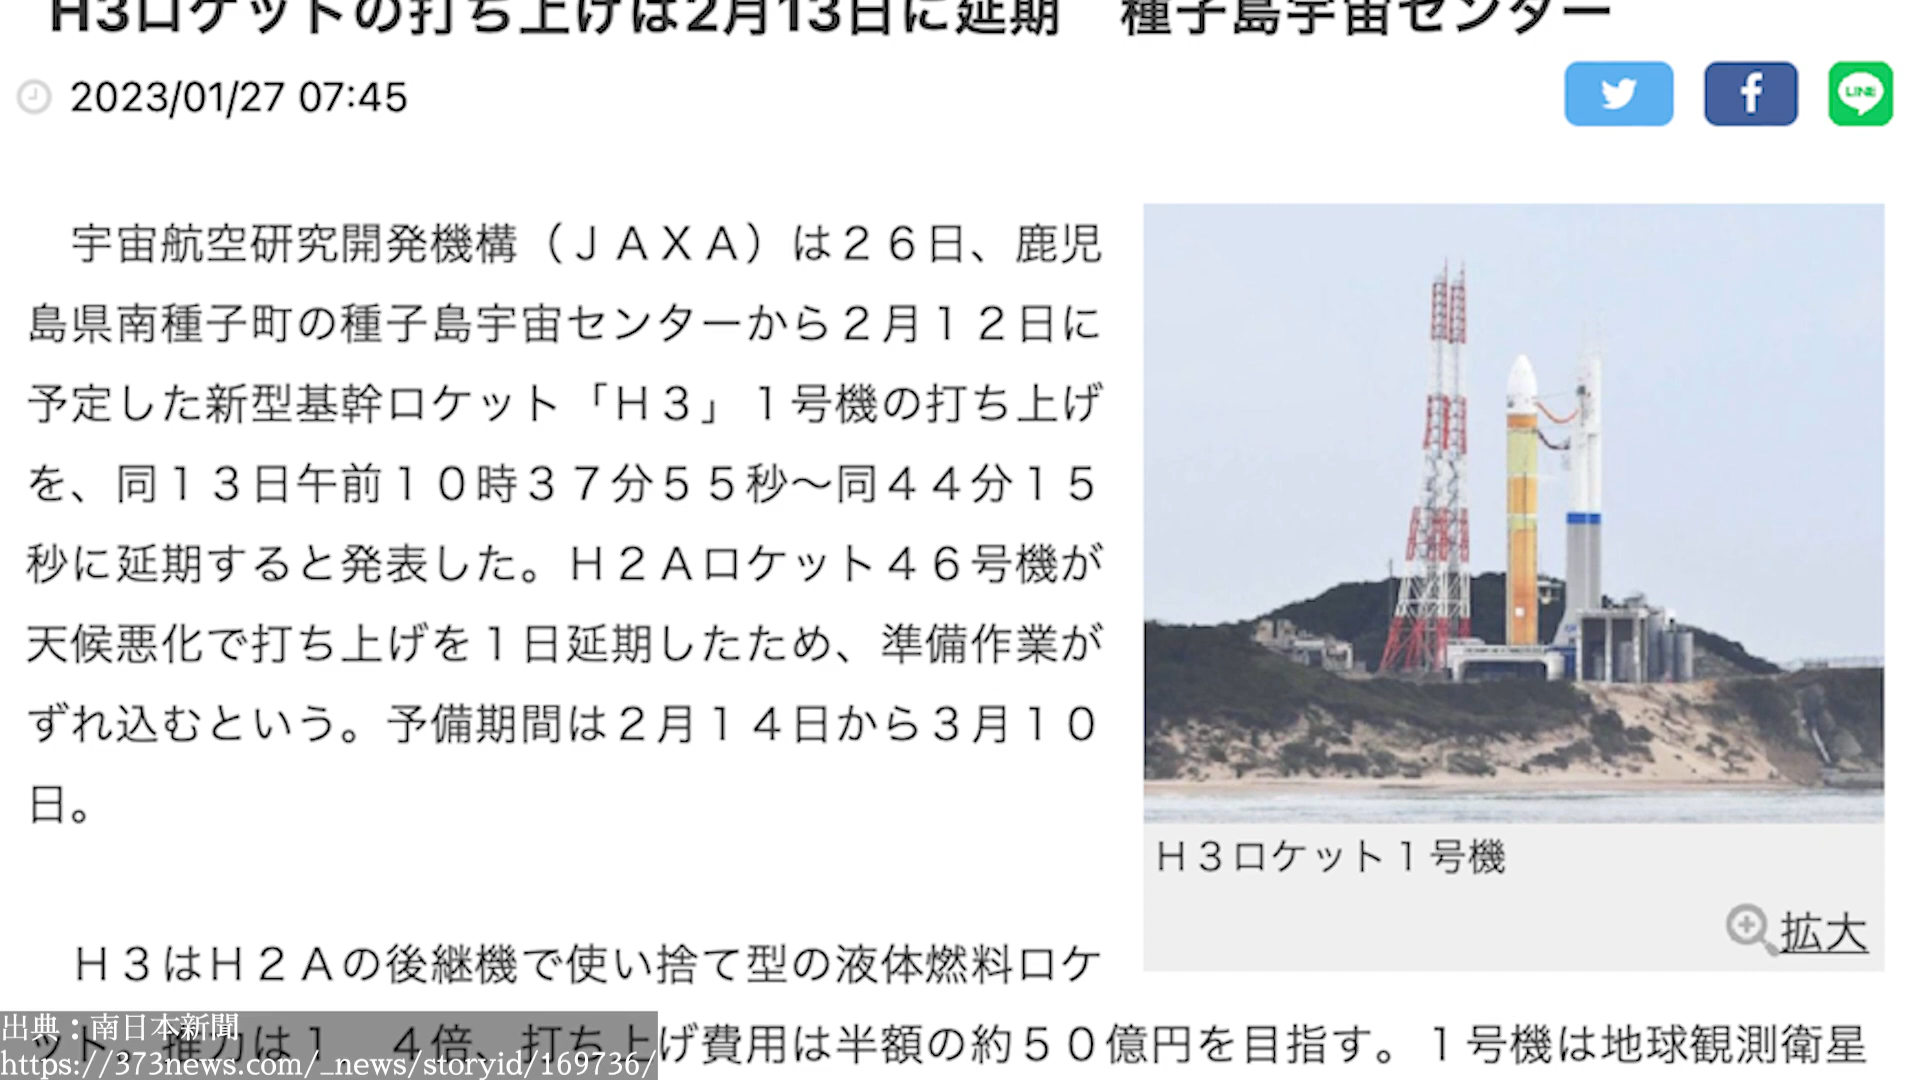 H3ロケットの打ち上げは2月13日に延期　種子島宇宙センター
2023/01/27 07:45
LINE
宇宙航空研究開発機構（ＪＡＸＡ）は２６日、鹿児
島県南種子町の種子島宇宙センターから２月１２日に
予定した新型基幹ロケット「Ｈ３」１号機の打ち上げ
を、同１３日午前１０時３７分５５秒～同４４分１５
秒に延期すると発表した。Ｈ２Ａロケット４６号機が
天候悪化で打ち上げを１日延期したため、準備作業が
ずれ込むという。予備期間は２月１４日から３月１０
日。
Ｈ３ロケット１号機
拡大
Ｈ３はＨ２Ａの後継機で使い捨て型の液体燃料ロケ
ット。推力は１．４倍、打ち上げ費用は半額の約５０億円を目指す。１号機は地球観測衛星
出典：南日本新聞
https://373news.com/_news/storyid/169736/